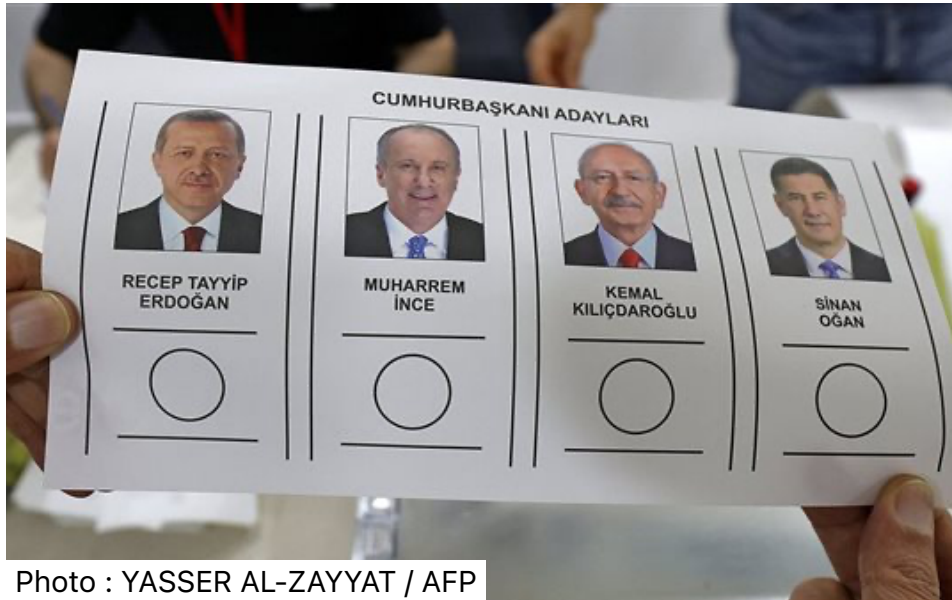 CUMHURBAŞKANI ADAYLARI
RECEP TAYYİP
ERDOĞAN
MUHARREM
İNCE
KEMAL
KILIÇDAROĞLU
SİNAN
OĞAN
Photo : YASSER AL-ZAYYAT / AFP